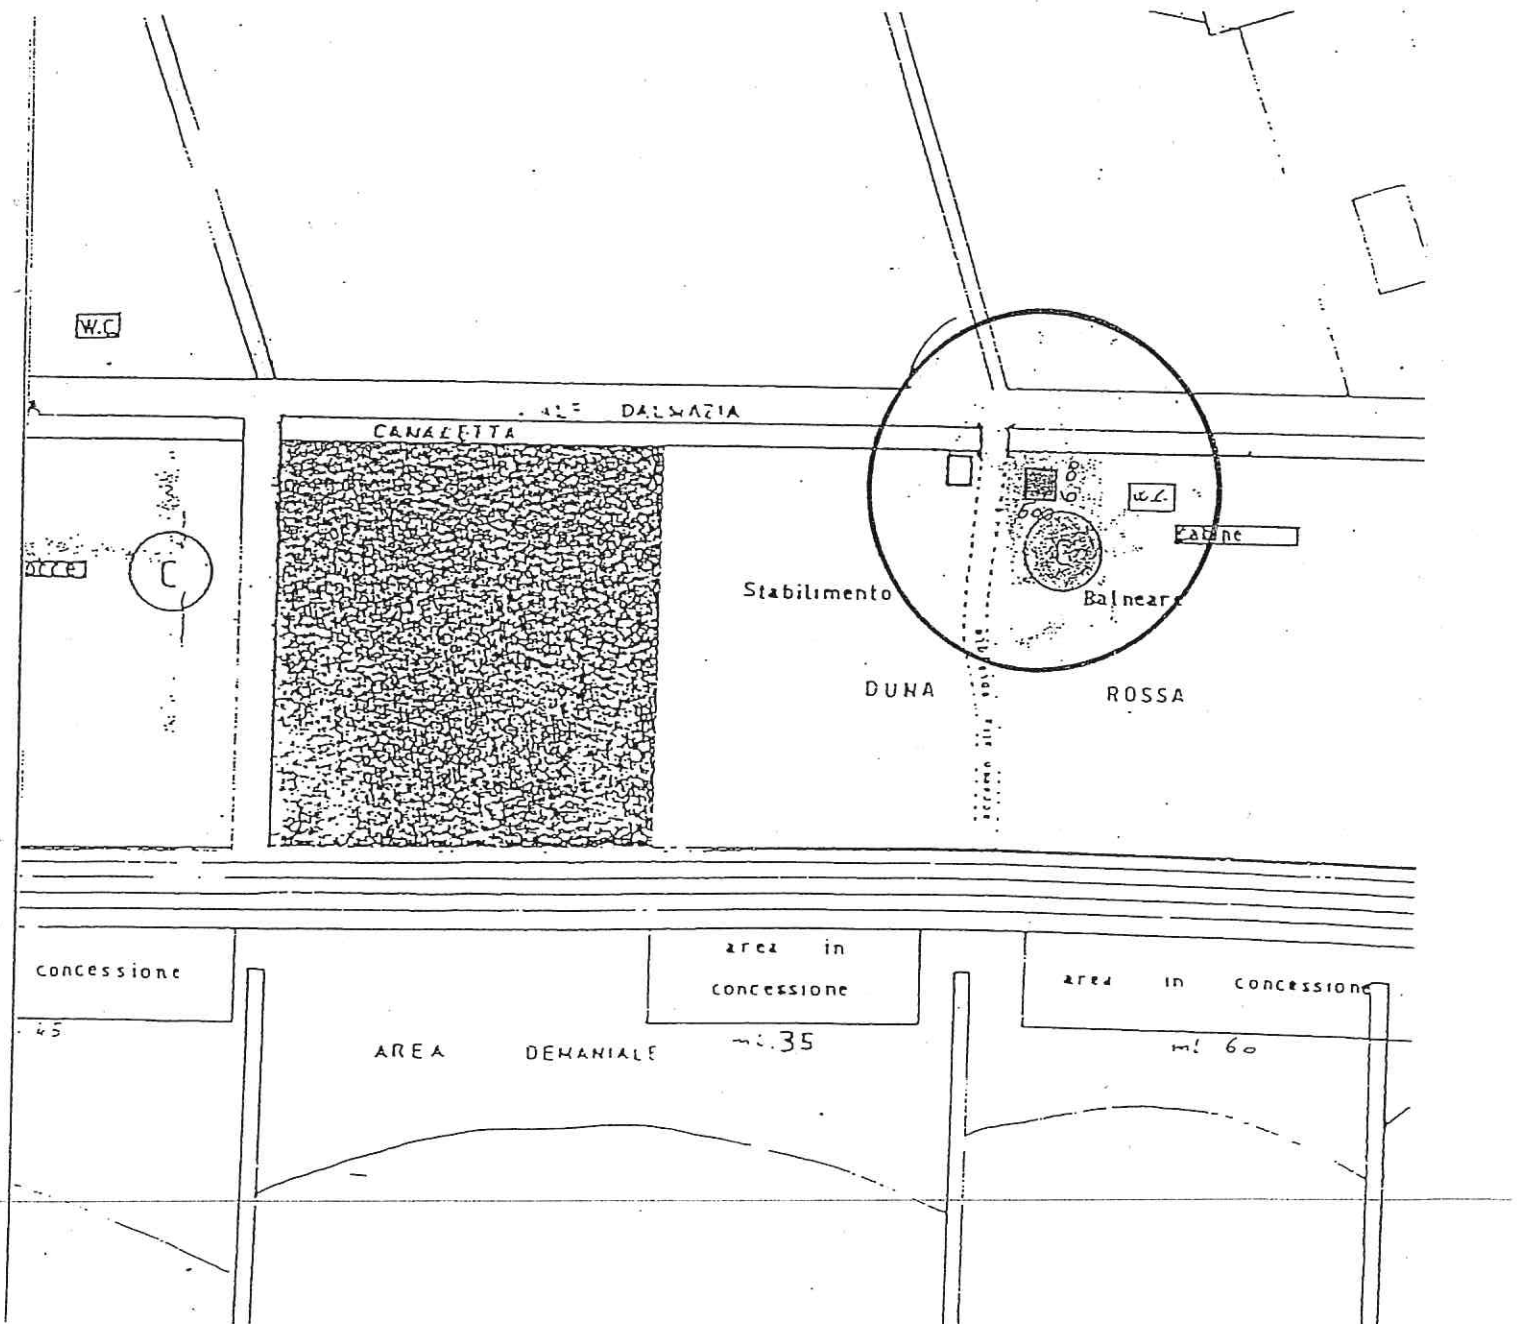 W.C
DALMAZIA
CANALETTA
C
Cabine
Stabilimento
Balneare
DUNA ROSSA
concessione
45
area in
concessione
ml.35
area in concessione
ml 60
AREA DEMANIALE